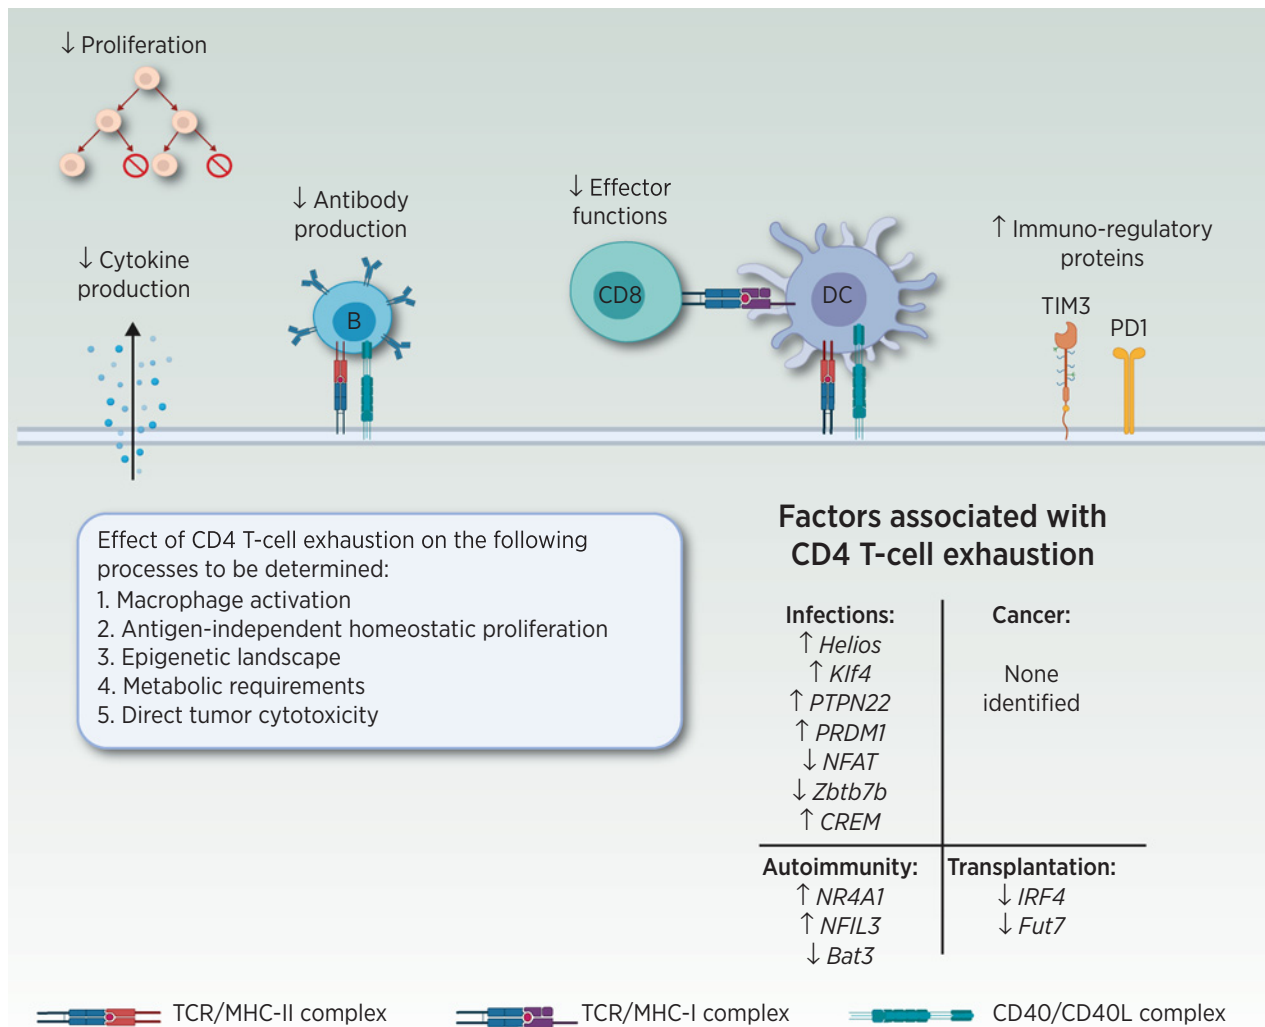 ↓ Proliferation
↓ Cytokine
production
↓ Antibody
production
B
↓ Effector
functions
CD8
DC
↑ Immuno-regulatory
proteins
TIM3
PD1
Effect of CD4 T-cell exhaustion on the following
processes to be determined:
1. Macrophage activation
2. Antigen-independent homeostatic proliferation
3. Epigenetic landscape
4. Metabolic requirements
5. Direct tumor cytotoxicity
Factors associated with
CD4 T-cell exhaustion
Infections:
↑ Helios
↑ Klf4
↑ PTPN22
↑ PRDM1
↓ NFAT
↓ Zbtb7b
↑ CREM
Cancer:
None
identified
Autoimmunity:
↑ NR4A1
↑ NFIL3
↓ Bat3
Transplantation:
↓ IRF4
↓ Fut7
TCR/MHC-II complex
TCR/MHC-I complex
CD40/CD40L complex